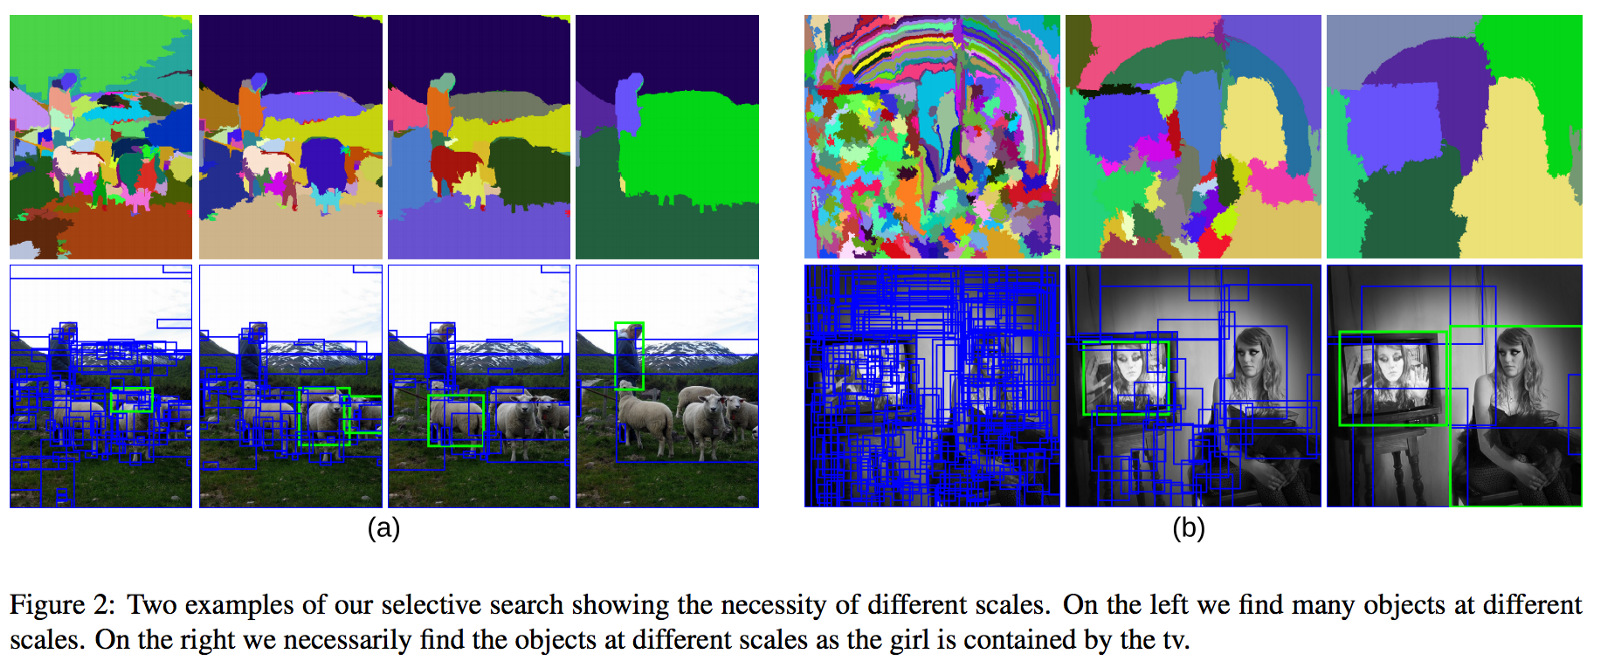 (a)
(b)
Figure 2: Two examples of our selective search showing the necessity of different scales. On the left we find many objects at different
scales. On the right we necessarily find the objects at different scales as the girl is contained by the tv.